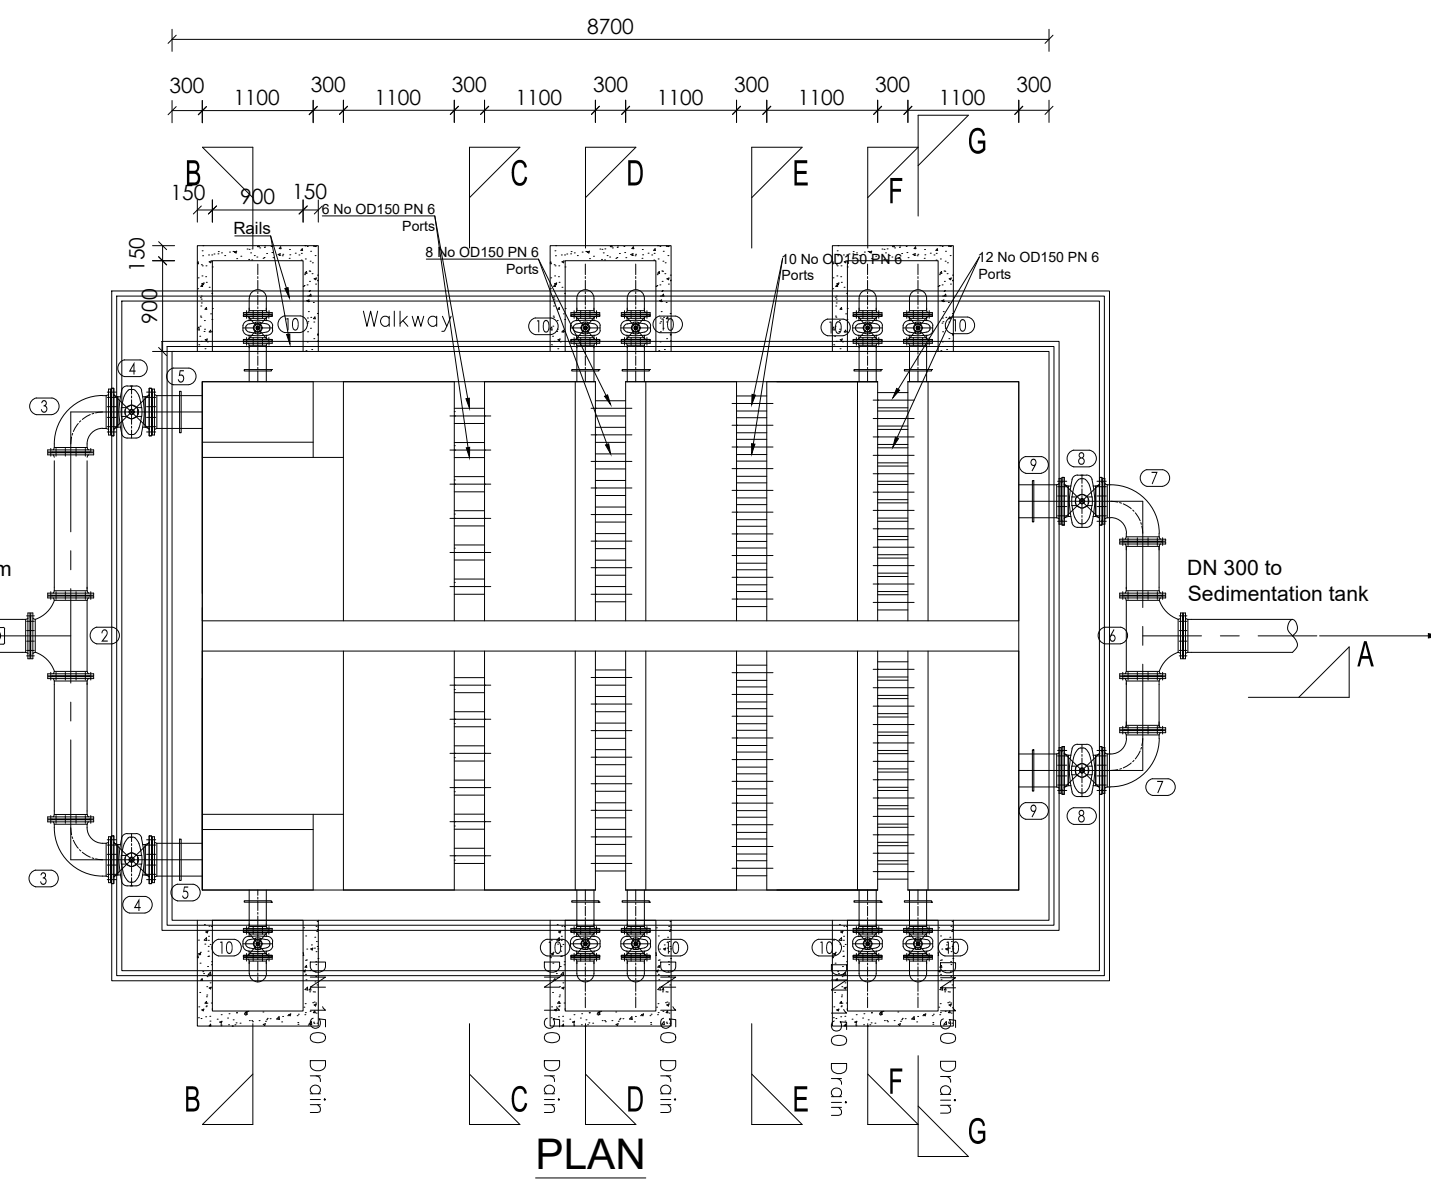 8700
300 300 300 300 300 300 300
1100 1100 1100 1100 1100 1100
G
B C D E F
150 900 150
6 No OD150 PN 6
Ports
Rails
150
8 No OD150 PN 6
Ports
10 No OD150 PN 6
Ports
12 No OD150 PN 6
Ports
900
Walkway
10 10 10 10 10
4
5
3
9 8
7
m
DN 300 to
Sedimentation tank
2
6
A
7
9
8
3
5
4
10 10 10 10 10
DN 150 Drain
DN 150 Drain
DN 150 Drain
DN 150 Drain
DN 150 Drain
B C D E F
G
PLAN